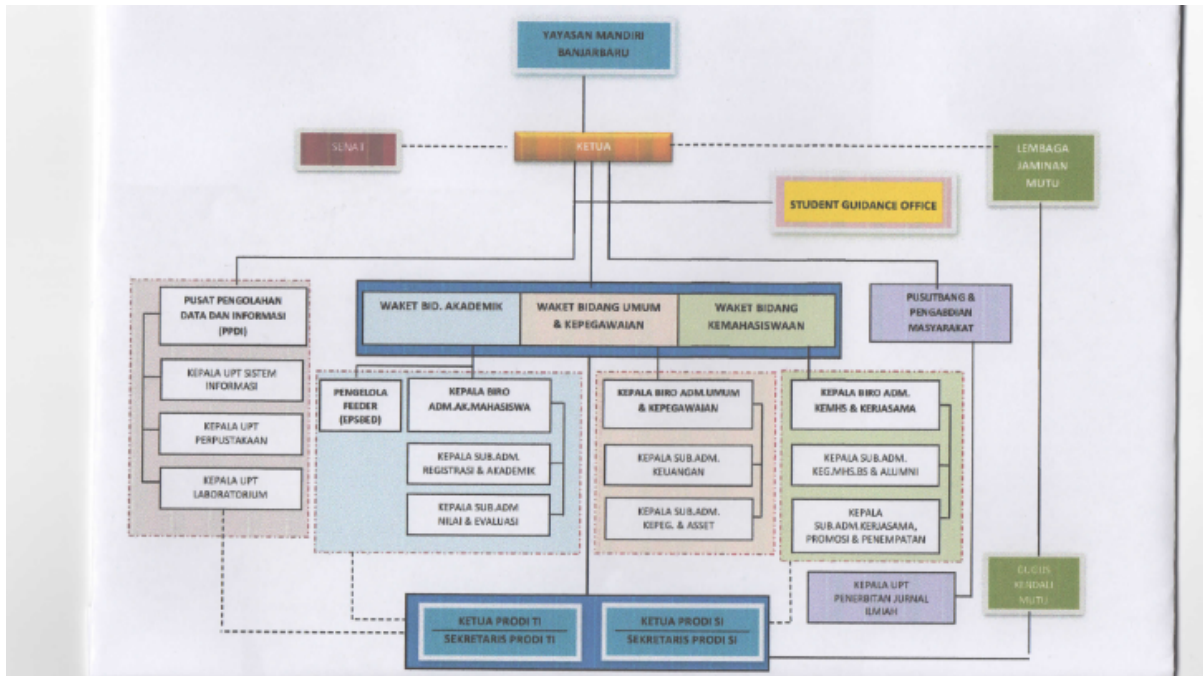 YAYASAN MANDIRI
BANJARBARU
SENAT
KETUA
LEMBAGA
JAMINAN
MUTU
STUDENT GUIDANCE OFFICE
PUSAT PENGOLAHAN
DATA DAN INFORMASI
(PPDI)
KEPALA UPT SISTEM
INFORMASI
KEPALA UPT
PERPUSTAKAAN
KEPALA UPT
LABORATORIUM
WAKET BID. AKADEMIK
WAKET BIDANG UMUM
& KEPEGAWAIAN
WAKET BIDANG
KEMAHASISWAAN
PUSUTBANG &
PENGABDIAN
MASYARAKAT
PENGELOLA
FEEDER
(EPSBED)
KEPALA BIRO
ADM.AK.MAHASISWA
KEPALA SUB.ADM.
REGISTRASI & AKADEMIK
KEPALA SUB.ADM
NILAI & EVALUASI
KEPALA BIRO ADM.UMUM
& KEPEGAWAIAN
KEPALA SUB.ADM.
KEUANGAN
KEPALA SUB.ADM.
KEPEG. & ASSET
KEPALA BIRO ADM.
KEMHS & KERJASAMA
KEPALA SUB.ADM.
KEG.MHS.BS & ALUMNI
KEPALA
SUB.ADM.KERJASAMA,
PROMOSI & PENEMPATAN
KEPALA UPT
PENERBITAN JURNAL
ILMIAH
GUGUS
KENDALI
MUTU
KETUA PRODI TI
SEKRETARIS PRODI TI
KETUA PRODI SI
SEKRETARIS PRODI SI